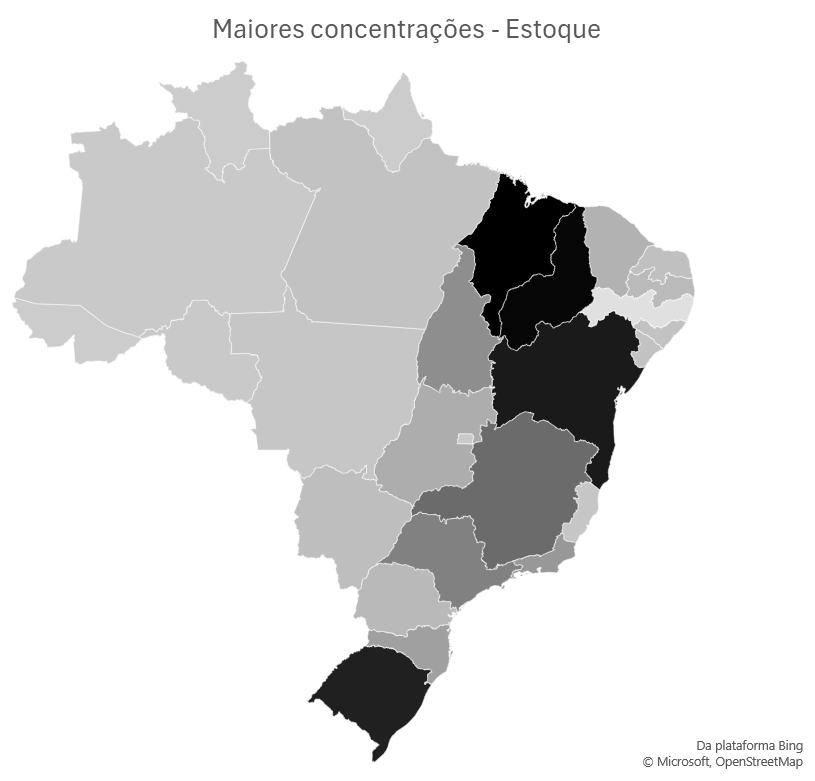 Maiores concentrações - Estoque
Da plataforma Bing
© Microsoft, OpenStreetMap